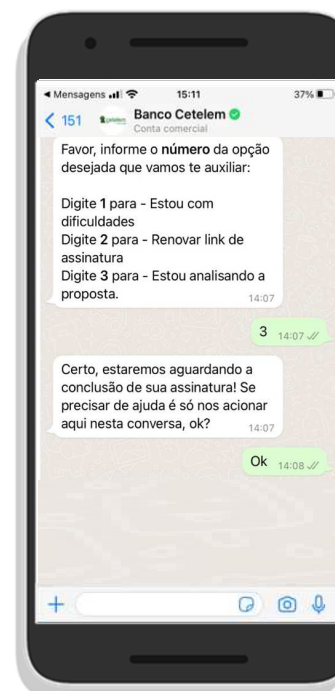 Mensagens 15:11 37%
151 Banco Cetelem
Conta comercial
Favor, informe o número da opção
desejada que vamos te auxiliar:
Digite 1 para - Estou com
dificuldades
Digite 2 para - Renovar link de
assinatura
Digite 3 para - Estou analisando a
proposta.
14:07
3 14:07
Certo, estaremos aguardando a
conclusão de sua assinatura! Se
precisar de ajuda é só nos acionar
aqui nesta conversa, ok?
14:07
Ok 14:08